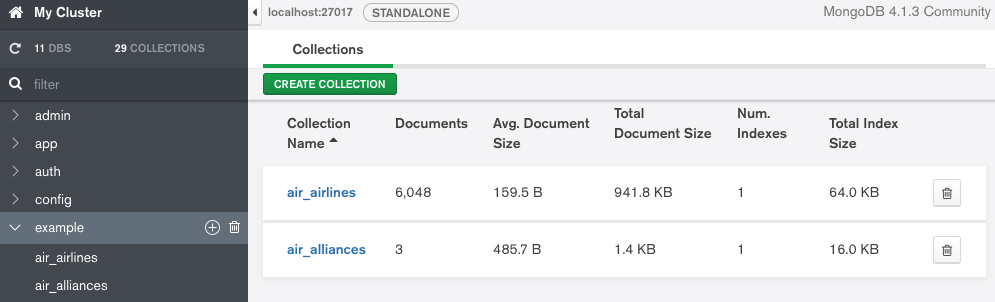 My Cluster
localhost:27017 STANDALONE MongoDB 4.1.3 Community
11 DBS 29 COLLECTIONS
Collections
filter
CREATE COLLECTION
admin
app
auth
config
example
air_airlines
air_alliances
Collection Name Documents Avg. Document Size Total Document Size Num. Indexes Total Index Size
air_airlines 6,048 159.5 B 941.8 KB 1 64.0 KB
air_alliances 3 485.7 B 1.4 KB 1 16.0 KB